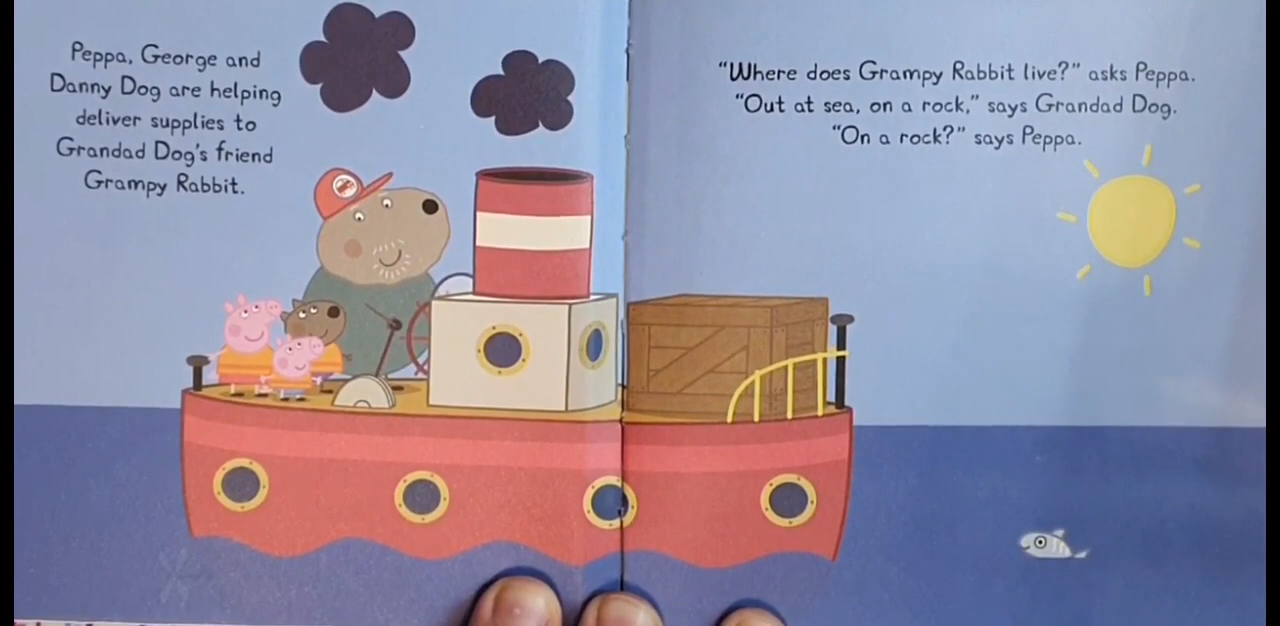 Peppa, George and
Danny Dog are helping
deliver supplies to
Grandad Dog's friend
Grampy Rabbit.
“Where does Grampy Rabbit live?” asks Peppa.
“Out at sea, on a rock,” says Grandad Dog.
“On a rock?” says Peppa.